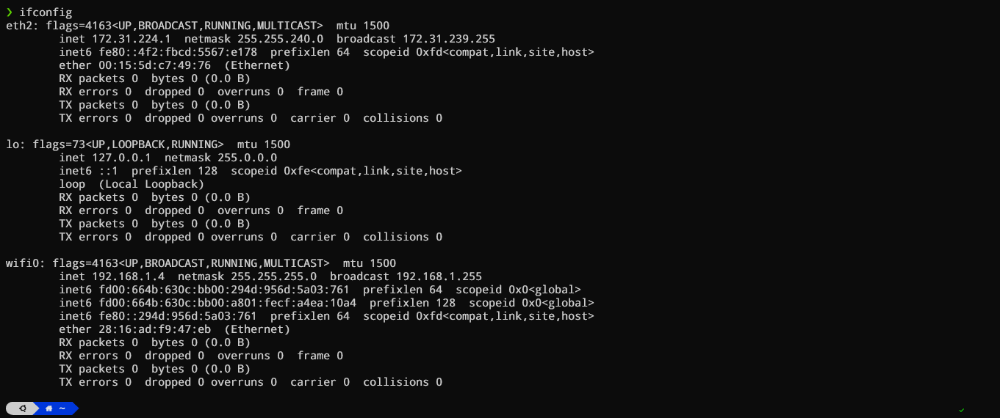 ❯ ifconfig
eth2: flags=4163<UP,BROADCAST,RUNNING,MULTICAST>  mtu 1500
        inet 172.31.224.1  netmask 255.255.240.0  broadcast 172.31.239.255
        inet6 fe80::4f2:fbcd:5567:e178  prefixlen 64  scopeid 0xfd<compat,link,site,host>
        ether 00:15:5d:c7:49:76  (Ethernet)
        RX packets 0  bytes 0 (0.0 B)
        RX errors 0  dropped 0  overruns 0  frame 0
        TX packets 0  bytes 0 (0.0 B)
        TX errors 0  dropped 0 overruns 0  carrier 0  collisions 0

lo: flags=73<UP,LOOPBACK,RUNNING>  mtu 1500
        inet 127.0.0.1  netmask 255.0.0.0
        inet6 ::1  prefixlen 128  scopeid 0xfe<compat,link,site,host>
        loop  (Local Loopback)
        RX packets 0  bytes 0 (0.0 B)
        RX errors 0  dropped 0  overruns 0  frame 0
        TX packets 0  bytes 0 (0.0 B)
        TX errors 0  dropped 0 overruns 0  carrier 0  collisions 0

wifi0: flags=4163<UP,BROADCAST,RUNNING,MULTICAST>  mtu 1500
        inet 192.168.1.4  netmask 255.255.255.0  broadcast 192.168.1.255
        inet6 fd00:664b:630c:bb00:294d:956d:5a03:761  prefixlen 64  scopeid 0x0<global>
        inet6 fd00:664b:630c:bb00:a801:fecf:a4ea:10a4  prefixlen 128  scopeid 0x0<global>
        inet6 fe80::294d:956d:5a03:761  prefixlen 64  scopeid 0xfd<compat,link,site,host>
        ether 28:16:ad:f9:47:eb  (Ethernet)
        RX packets 0  bytes 0 (0.0 B)
        RX errors 0  dropped 0  overruns 0  frame 0
        TX packets 0  bytes 0 (0.0 B)
        TX errors 0  dropped 0 overruns 0  carrier 0  collisions 0

~ ✓